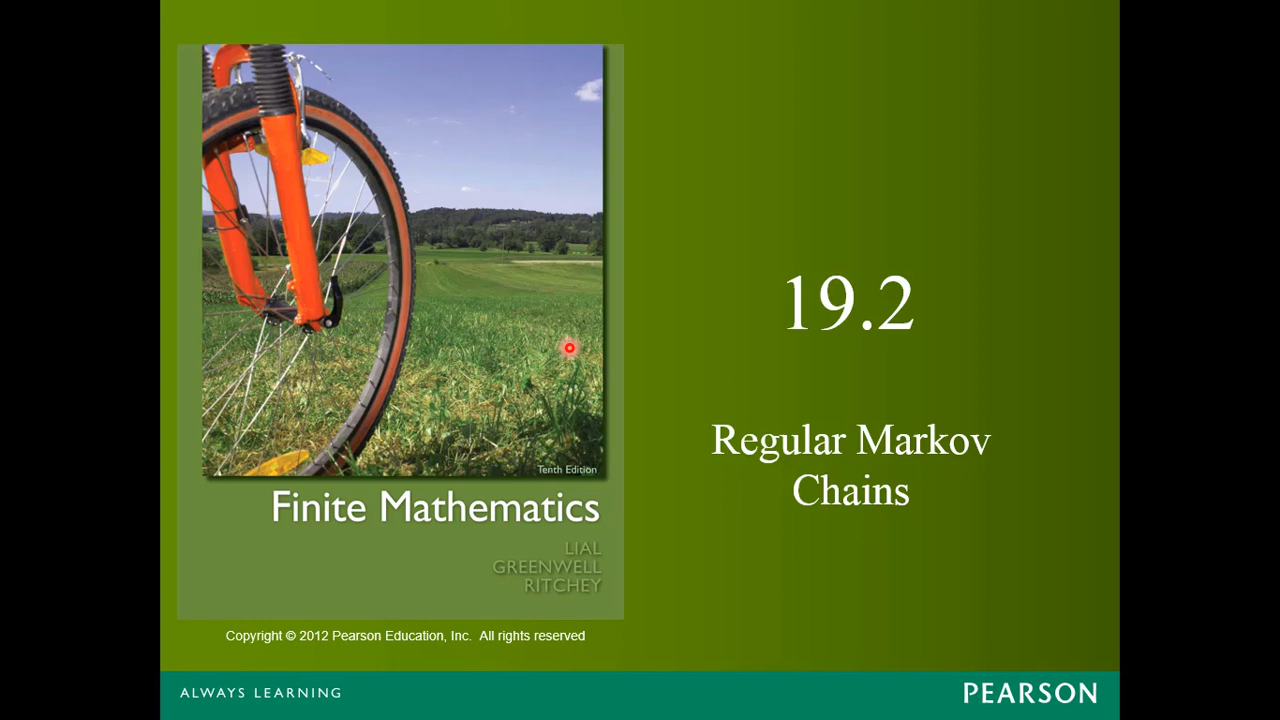 Tenth Edition
Finite Mathematics
LIAL
GREENWELL
RITCHEY
Copyright © 2012 Pearson Education, Inc. All rights reserved
19.2
Regular Markov
Chains
ALWAYS LEARNING
PEARSON